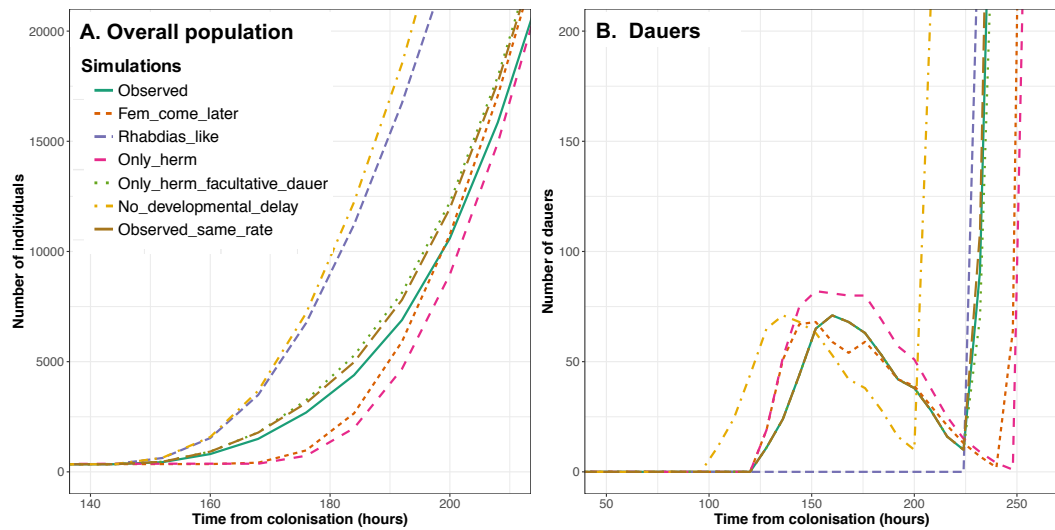 A. Overall population
Simulations
Observed
Fem_come_later
Rhabdias_like
Only_herm
Only_herm_facultative_dauer
No_developmental_delay
Observed_same_rate
Number of individuals
20000
15000
10000
5000
0
140
160
180
200
Time from colonisation (hours)
B. Dauers
Number of dauers
200
150
100
50
0
50
100
150
200
250
Time from colonisation (hours)